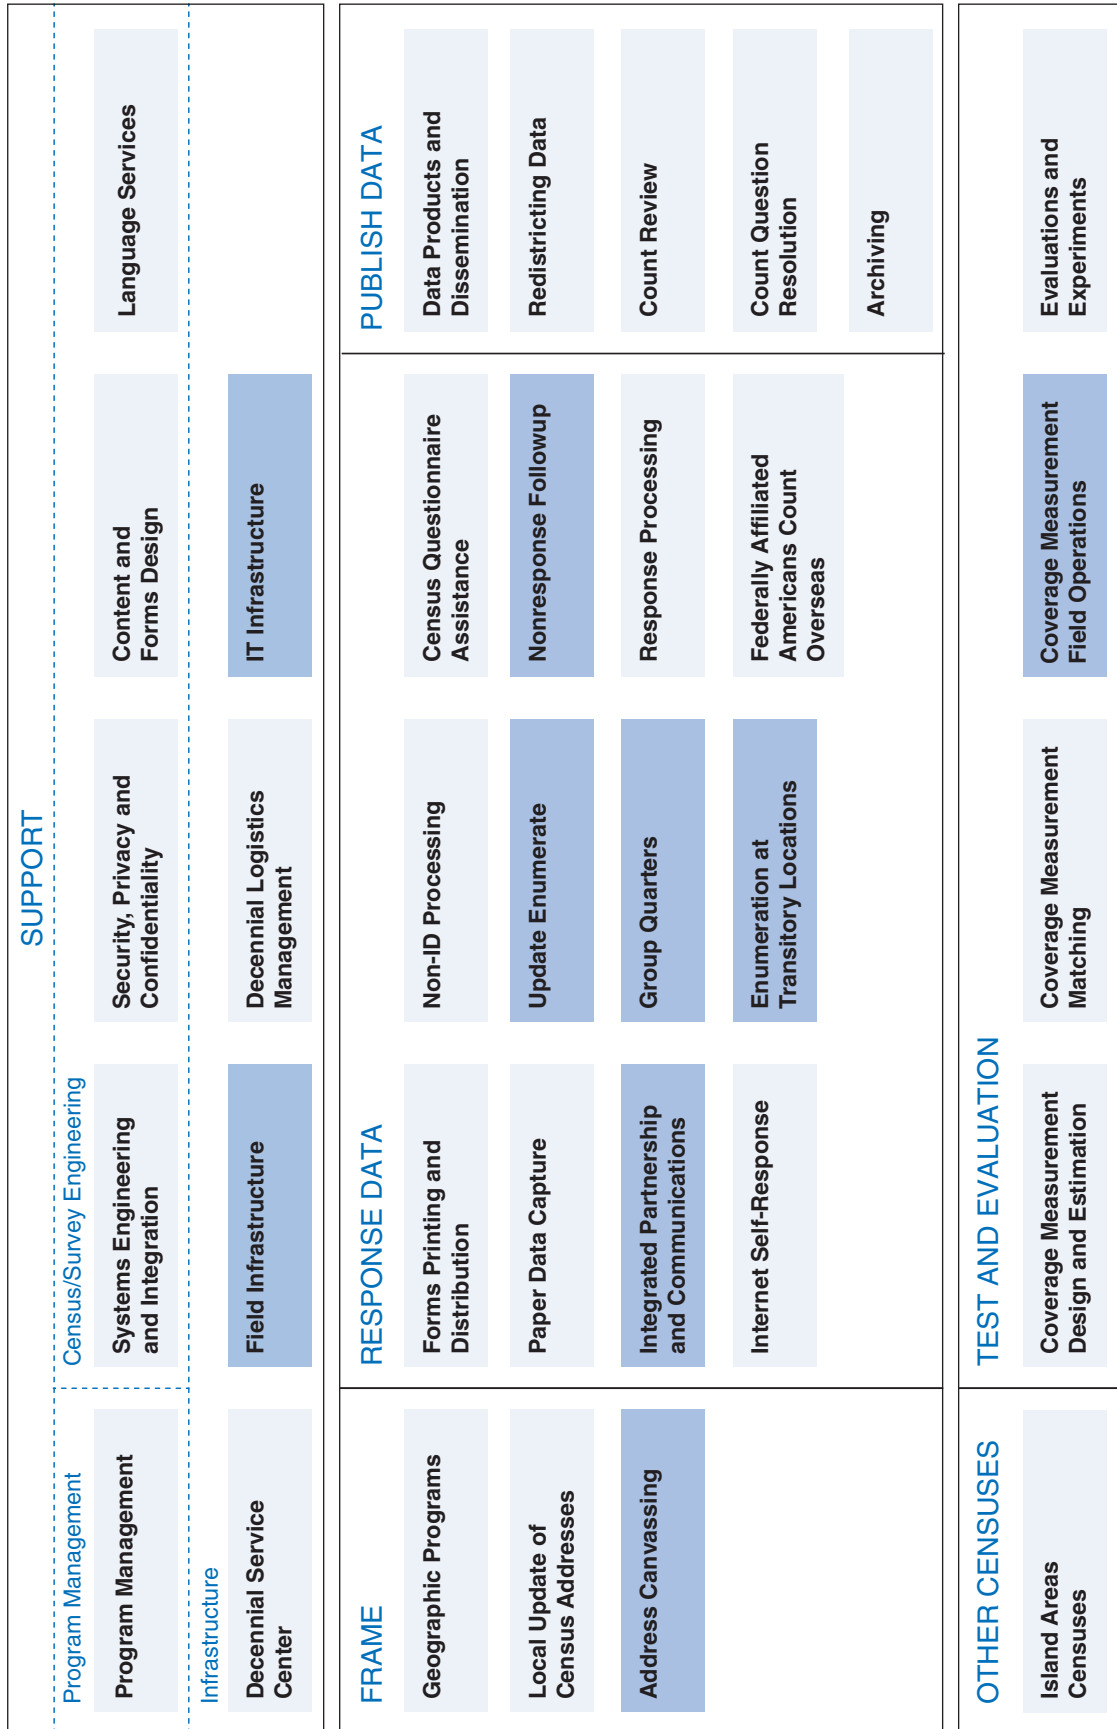 SUPPORT
Program Management
Census/Survey Engineering
Program Management
Systems Engineering
and Integration
Security, Privacy and
Confidentiality
Content and
Forms Design
Language Services
Infrastructure
Decennial Service
Center
Field Infrastructure
Decennial Logistics
Management
IT Infrastructure
FRAME
Geographic Programs
Local Update of
Census Addresses
Address Canvassing
RESPONSE DATA
Forms Printing and
Distribution
Paper Data Capture
Integrated Partnership
and Communications
Internet Self-Response
Non-ID Processing
Update Enumerate
Group Quarters
Enumeration at
Transitory Locations
Census Questionnaire
Assistance
Nonresponse Followup
Response Processing
Federally Affiliated
Americans Count
Overseas
PUBLISH DATA
Data Products and
Dissemination
Redistricting Data
Count Review
Count Question
Resolution
Archiving
OTHER CENSUSES
Island Areas
Censuses
TEST AND EVALUATION
Coverage Measurement
Design and Estimation
Coverage Measurement
Matching
Coverage Measurement
Field Operations
Evaluations and
Experiments